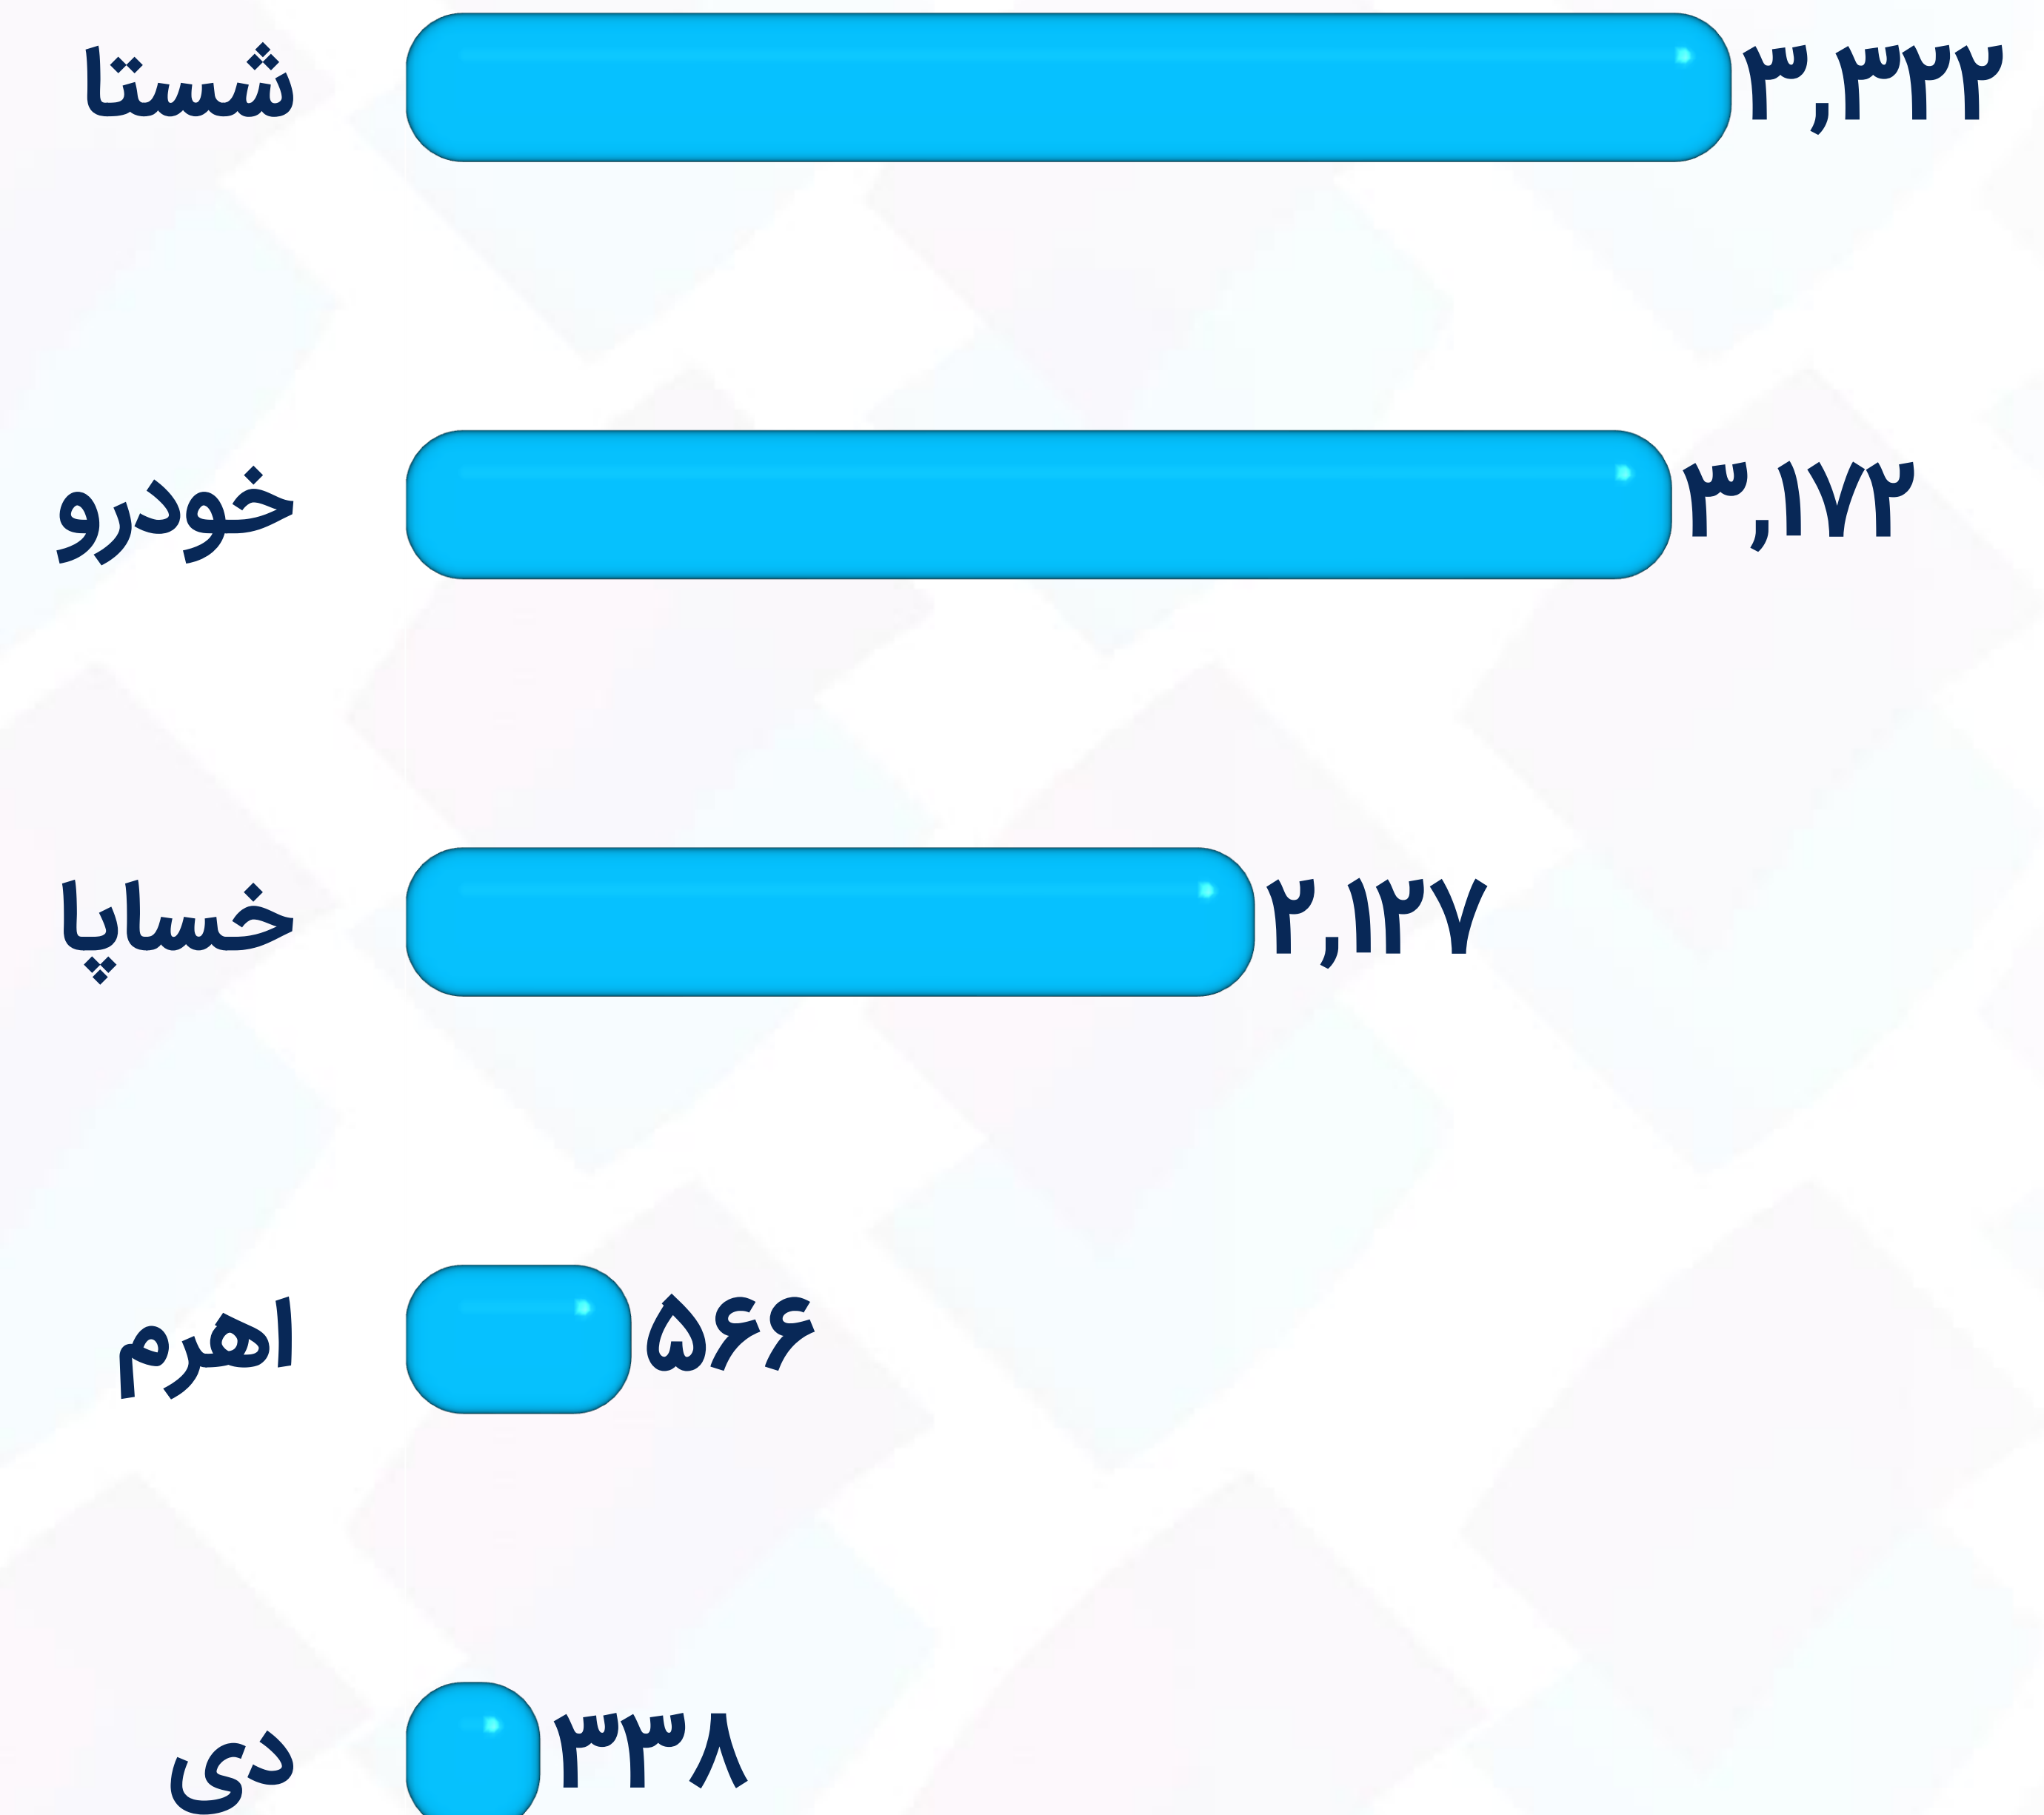 شستا ۳,۳۲۲
خودرو ۳,۱۷۲
خساپا ۲,۱۲۷
اهرم ۵۶۶
دی ۳۳۸